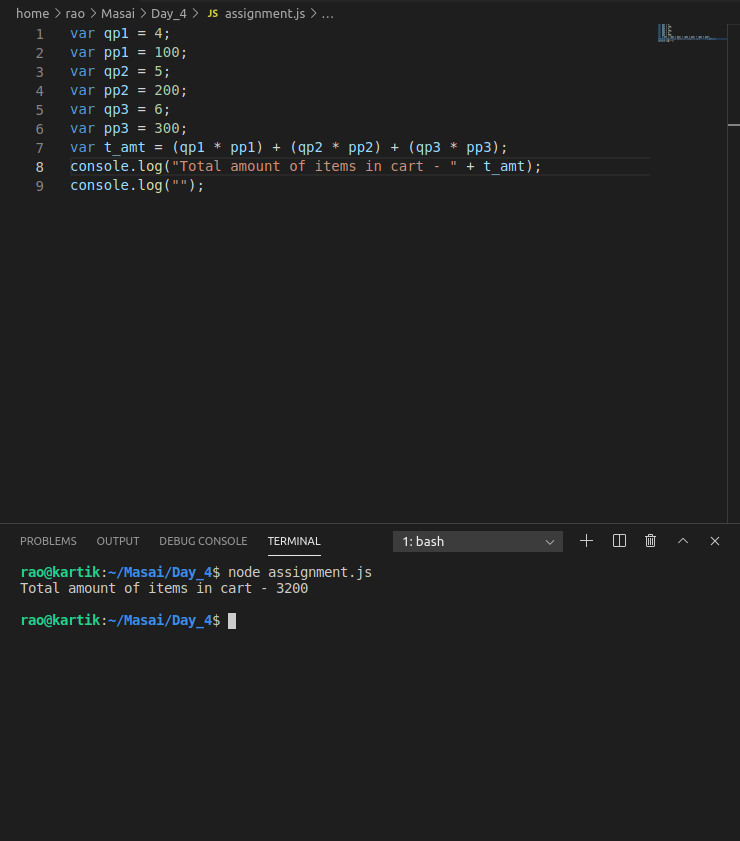 home > rao > Masai > Day_4 > JS assignment.js > ...
1 var qp1 = 4;
2 var pp1 = 100;
3 var qp2 = 5;
4 var pp2 = 200;
5 var qp3 = 6;
6 var pp3 = 300;
7 var t_amt = (qp1 * pp1) + (qp2 * pp2) + (qp3 * pp3);
8 console.log("Total amount of items in cart - " + t_amt);
9 console.log("");
PROBLEMS OUTPUT DEBUG CONSOLE TERMINAL 1: bash
rao@kartik:~/Masai/Day_4$ node assignment.js
Total amount of items in cart - 3200
rao@kartik:~/Masai/Day_4$